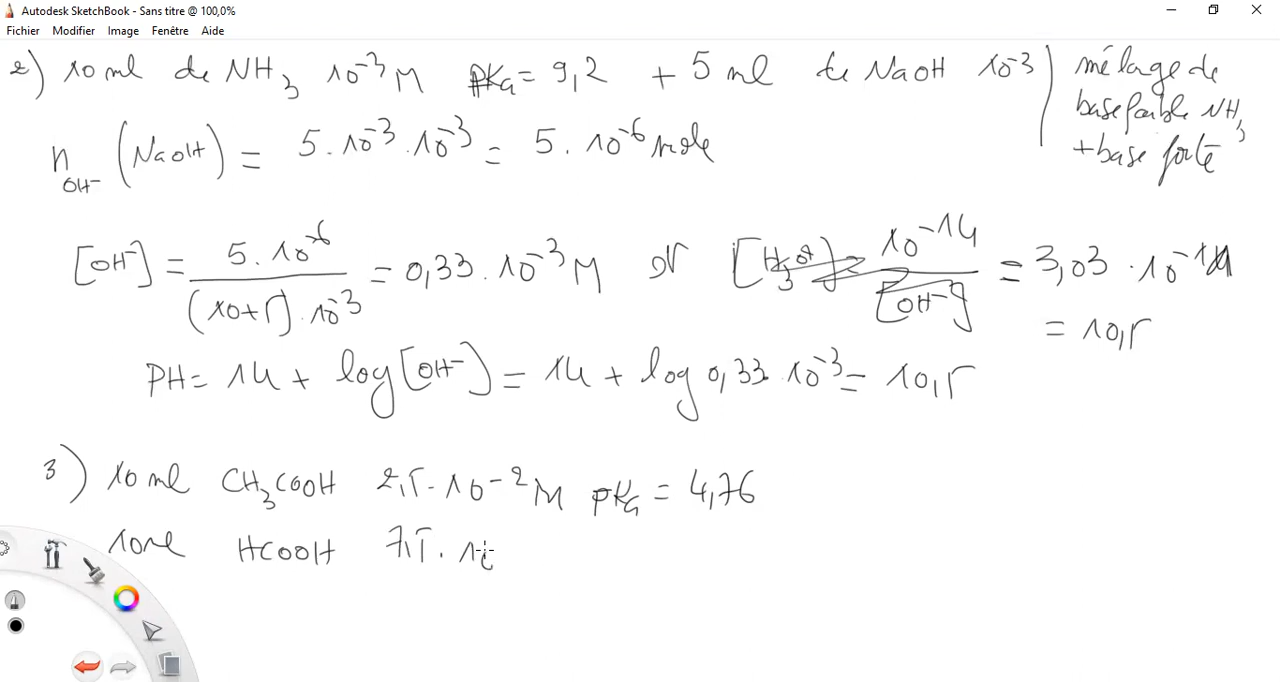 Autodesk SketchBook - Sans titre @ 100,0%
Fichier Modifier Image Fenêtre Aide
2) 10 ml de NH3 10^-3 M pKa = 9,2 + 5 ml de NaOH 10^-3
mélage de
base faible NH3
+ base forte
n OH- (NaOH) = 5. 10^-3 . 10^-3 = 5. 10^-6 mole
[OH-] = 5. 10^-6 / (10+5). 10^-3 = 0,33. 10^-3 M [H3O+] = 10^-14 / [OH-] = 3,03 . 10^-11
= 10,5
PH = 14 + log [OH-] = 14 + log 0,33 10^-3 = 10,5
3) 10 ml CH3COOH 2,5. 10^-2 M pKa = 4,76
10 ml HCOOH 7,5. 10